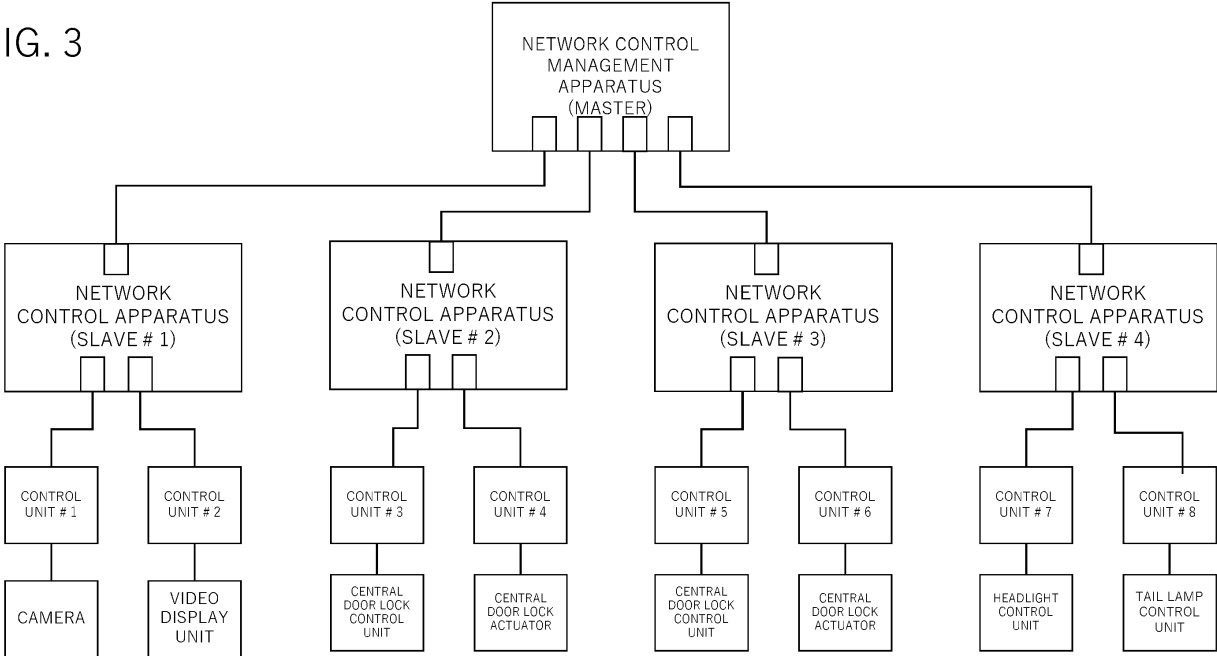 IG. 3
NETWORK CONTROL
MANAGEMENT
APPARATUS
(MASTER)
NETWORK
CONTROL APPARATUS
(SLAVE # 1)
NETWORK
CONTROL APPARATUS
(SLAVE # 2)
NETWORK
CONTROL APPARATUS
(SLAVE # 3)
NETWORK
CONTROL APPARATUS
(SLAVE # 4)
CONTROL
UNIT # 1
CONTROL
UNIT # 2
CONTROL
UNIT # 3
CONTROL
UNIT # 4
CONTROL
UNIT # 5
CONTROL
UNIT # 6
CONTROL
UNIT # 7
CONTROL
UNIT # 8
CAMERA
VIDEO
DISPLAY
UNIT
CENTRAL
DOOR LOCK
CONTROL
UNIT
CENTRAL
DOOR LOCK
ACTUATOR
CENTRAL
DOOR LOCK
CONTROL
UNIT
CENTRAL
DOOR LOCK
ACTUATOR
HEADLIGHT
CONTROL
UNIT
TAIL LAMP
CONTROL
UNIT